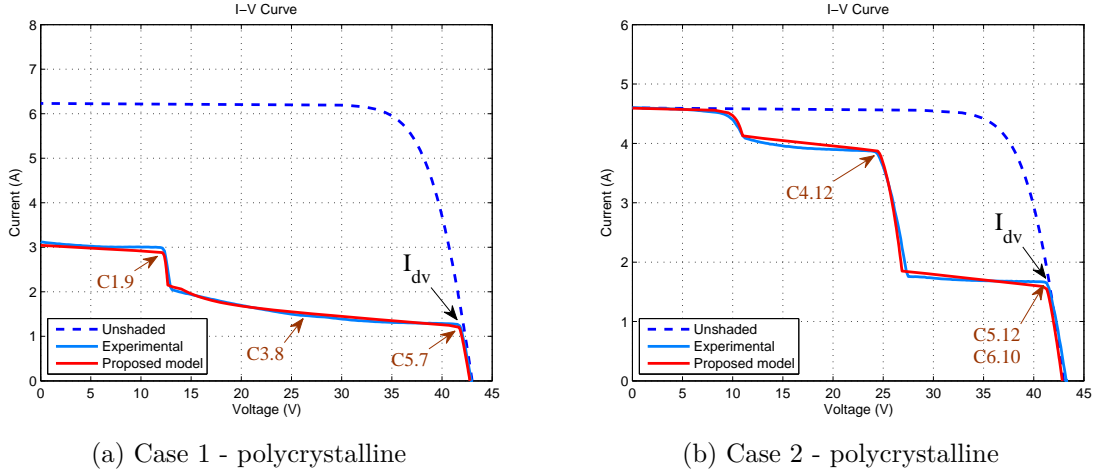 I−V Curve
8
7
6
5
4
3
2
1
0
Current (A)
C1.9
C3.8
C5.7
I_dv
Unshaded
Experimental
Proposed model
0 5 10 15 20 25 30 35 40 45
Voltage (V)
(a) Case 1 - polycrystalline
I−V Curve
6
5
4
3
2
1
0
Current (A)
C4.12
I_dv
C5.12
C6.10
Unshaded
Experimental
Proposed model
0 5 10 15 20 25 30 35 40 45
Voltage (V)
(b) Case 2 - polycrystalline